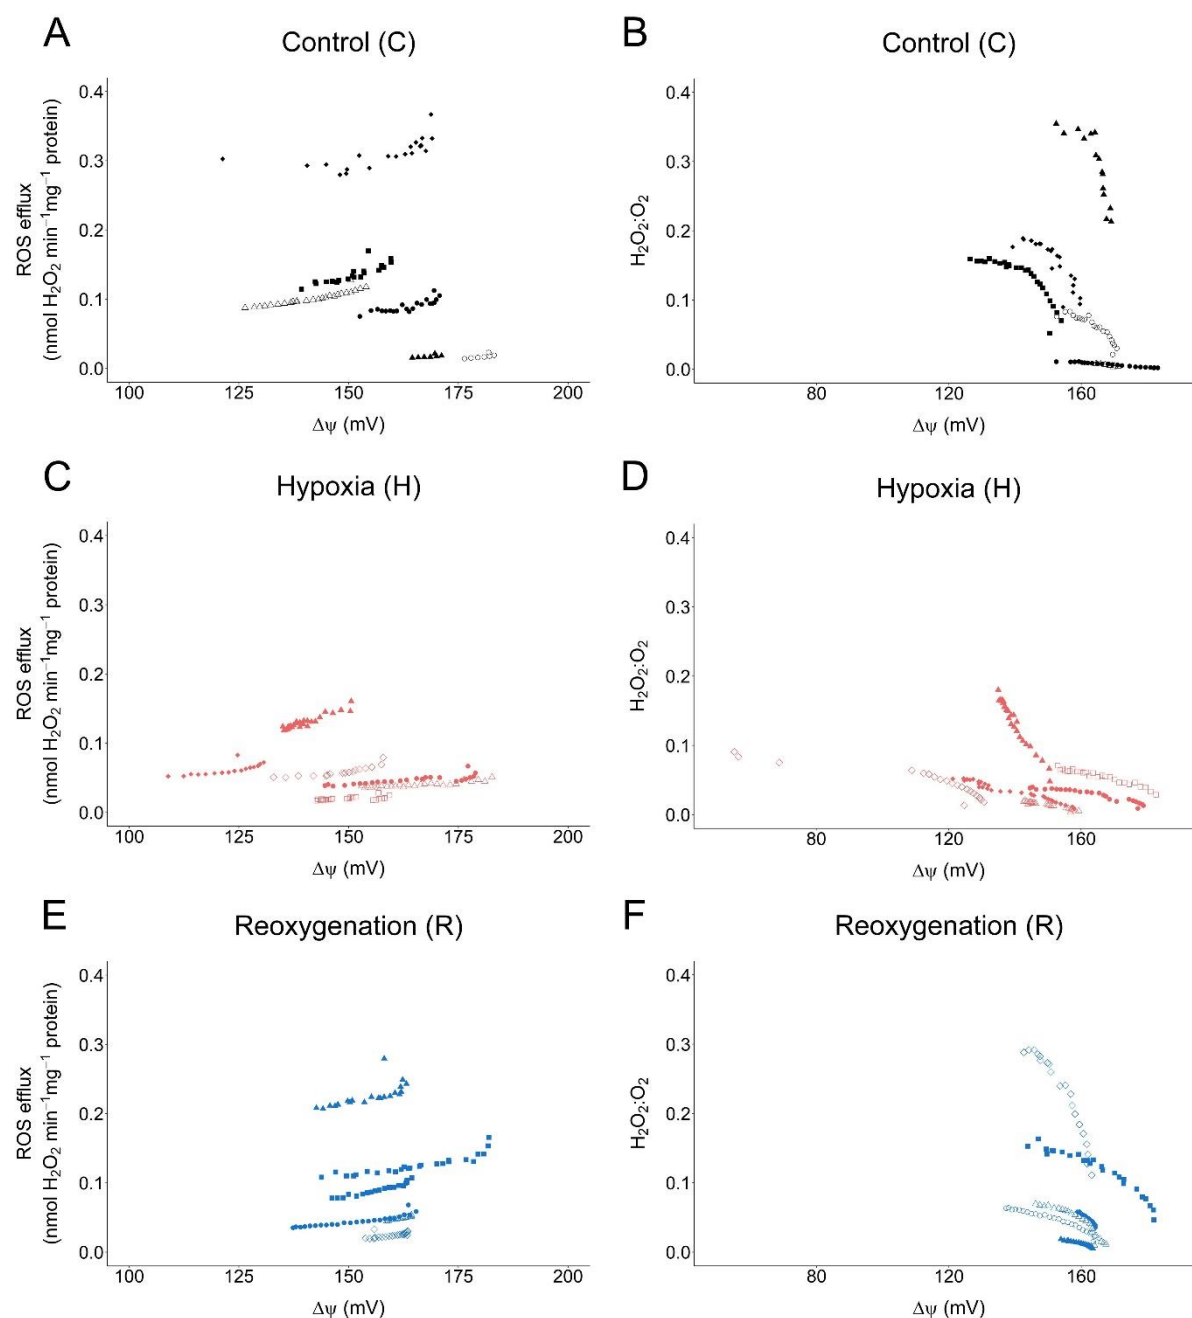 A
Control (C)
ROS efflux
(nmol H₂O₂ min⁻¹mg⁻¹ protein)
0.4
0.3
0.2
0.1
0.0
100
125
150
175
200
Δψ (mV)
B
Control (C)
H₂O₂:O₂
0.4
0.3
0.2
0.1
0.0
80
120
160
Δψ (mV)
C
Hypoxia (H)
ROS efflux
(nmol H₂O₂ min⁻¹mg⁻¹ protein)
0.4
0.3
0.2
0.1
0.0
100
125
150
175
200
Δψ (mV)
D
Hypoxia (H)
H₂O₂:O₂
0.4
0.3
0.2
0.1
0.0
80
120
160
Δψ (mV)
E
Reoxygenation (R)
ROS efflux
(nmol H₂O₂ min⁻¹mg⁻¹ protein)
0.4
0.3
0.2
0.1
0.0
100
125
150
175
200
Δψ (mV)
F
Reoxygenation (R)
H₂O₂:O₂
0.4
0.3
0.2
0.1
0.0
80
120
160
Δψ (mV)